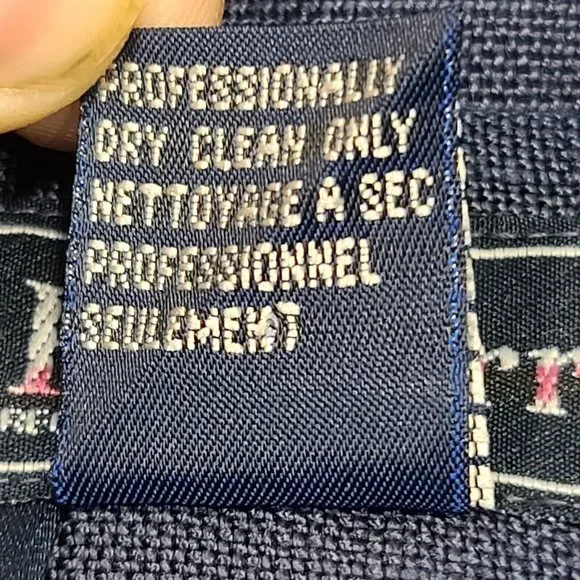 PROFESSIONALLY
DRY CLEAN ONLY
NETTOYAGE A SEC
PROFESSIONNEL
SEULEMENT